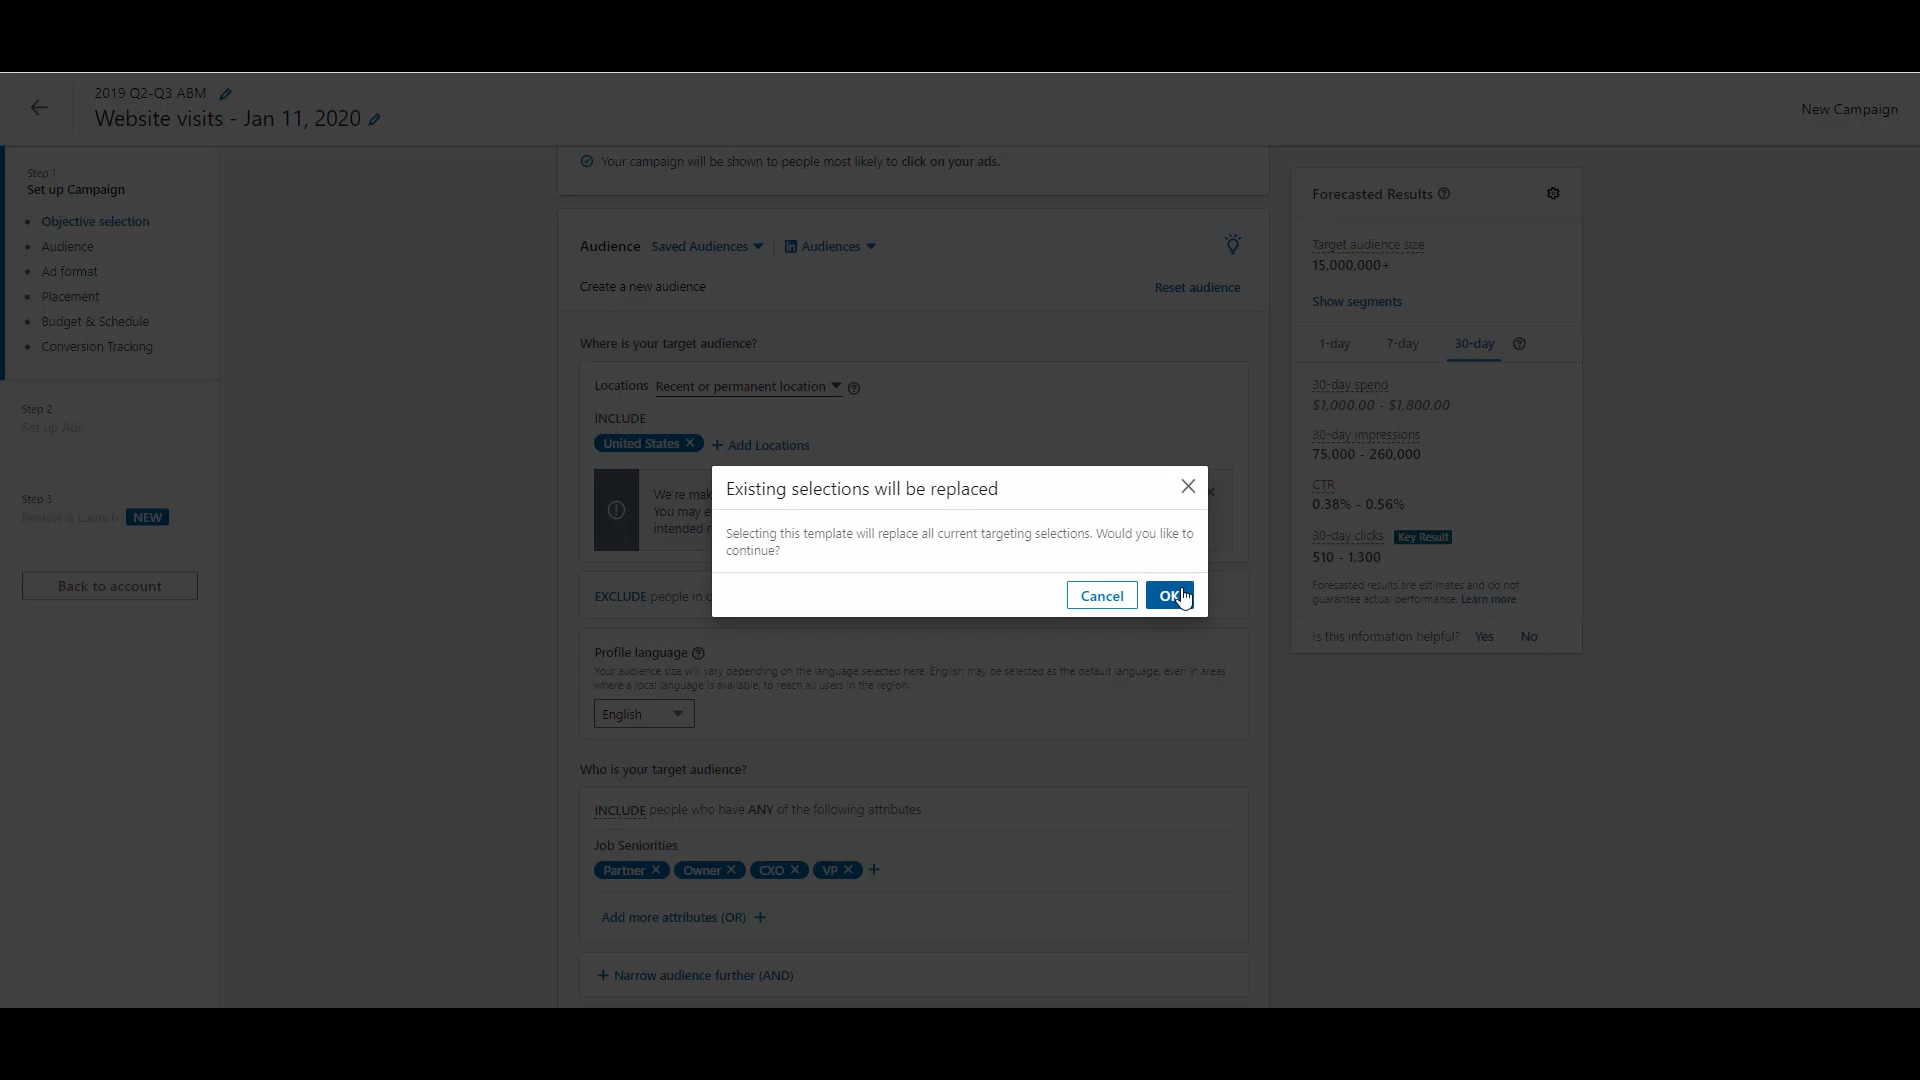 2019 Q2-Q3 ABM
Website visits - Jan 11, 2020
New Campaign
Step 1
Set up Campaign
Objective selection
Audience
Ad format
Placement
Budget & Schedule
Conversion Tracking
Step 2
Set up Ads
Step 3
Review & Launch NEW
Back to account
Your campaign will be shown to people most likely to click on your ads.
Audience Saved Audiences in Audiences
Create a new audience Reset audience
Where is your target audience?
Locations Recent or permanent location
INCLUDE
United States + Add Locations
We're mak
You may e
intended r
Existing selections will be replaced
Selecting this template will replace all current targeting selections. Would you like to
continue?
Cancel OK
EXCLUDE people in o
Profile language
Your audience size will vary depending on the language selected here. English may be selected as the default language, even in areas
where a local language is available, to reach all users in the region.
English
Who is your target audience?
INCLUDE people who have ANY of the following attributes
Job Seniorities
Partner Owner CXO VP +
Add more attributes (OR) +
+ Narrow audience further (AND)
Forecasted Results
Target audience size
15,000,000+
Show segments
1-day 7-day 30-day
30-day spend
$1,000.00 - $1,800.00
30-day impressions
75,000 - 260,000
CTR
0.38% - 0.56%
30-day clicks Key Result
510 - 1,300
Forecasted results are estimates and do not
guarantee actual performance. Learn more
Is this information helpful? Yes No